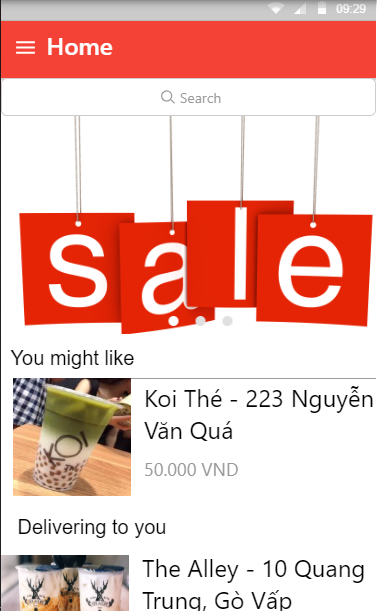 09:29
Home
Search
sale
You might like
KOI
Koi Thé - 223 Nguyễn
Văn Quá
50.000 VND
Delivering to you
The Alley - 10 Quang
Trung, Gò Vấp